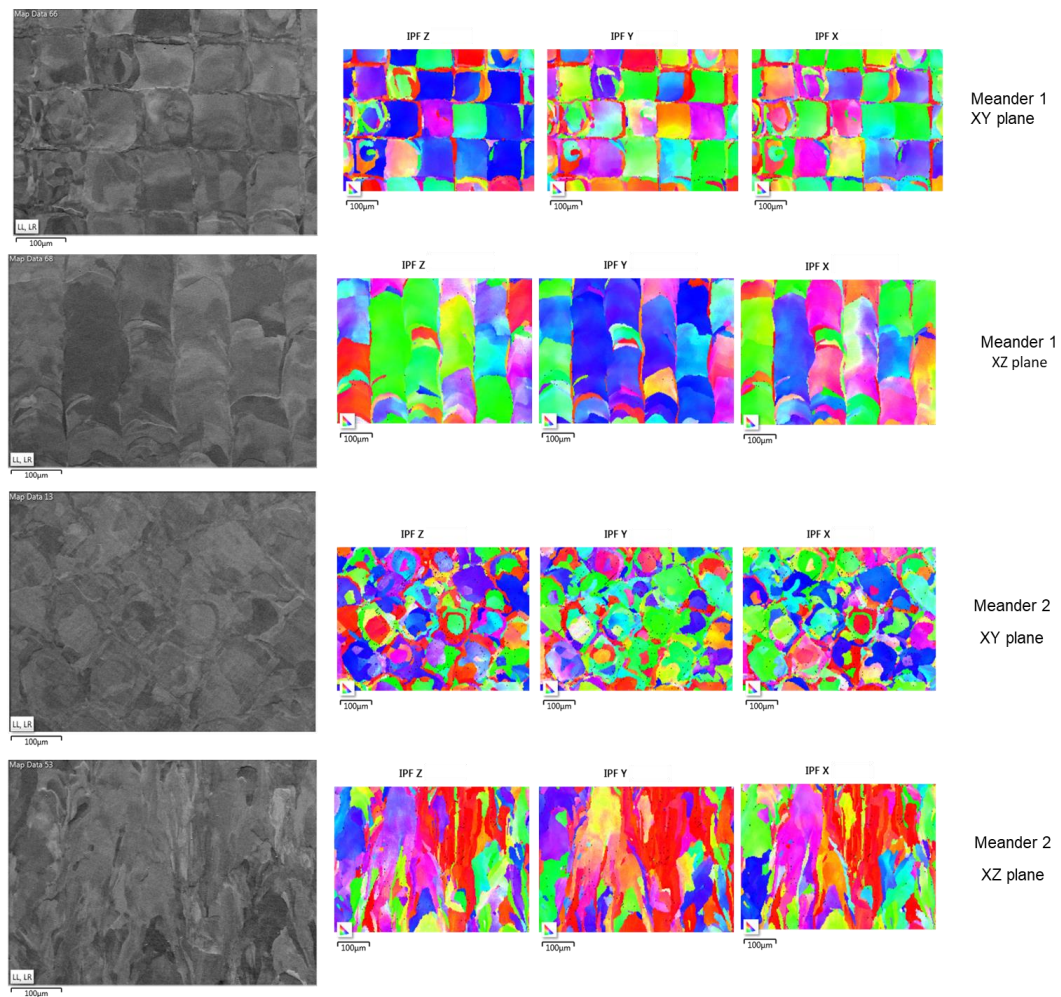 Map Data 66
LL, LR
100µm
IPF Z
IPF Y
IPF X
100µm
100µm
100µm
Meander 1
XY plane
Map Data 68
LL, LR
100µm
IPF Z
IPF Y
IPF X
100µm
100µm
100µm
Meander 1
XZ plane
Map Data 13
LL, LR
100µm
IPF Z
IPF Y
IPF X
100µm
100µm
100µm
Meander 2
XY plane
Map Data 53
LL, LR
100µm
IPF Z
IPF Y
IPF X
100µm
100µm
100µm
Meander 2
XZ plane